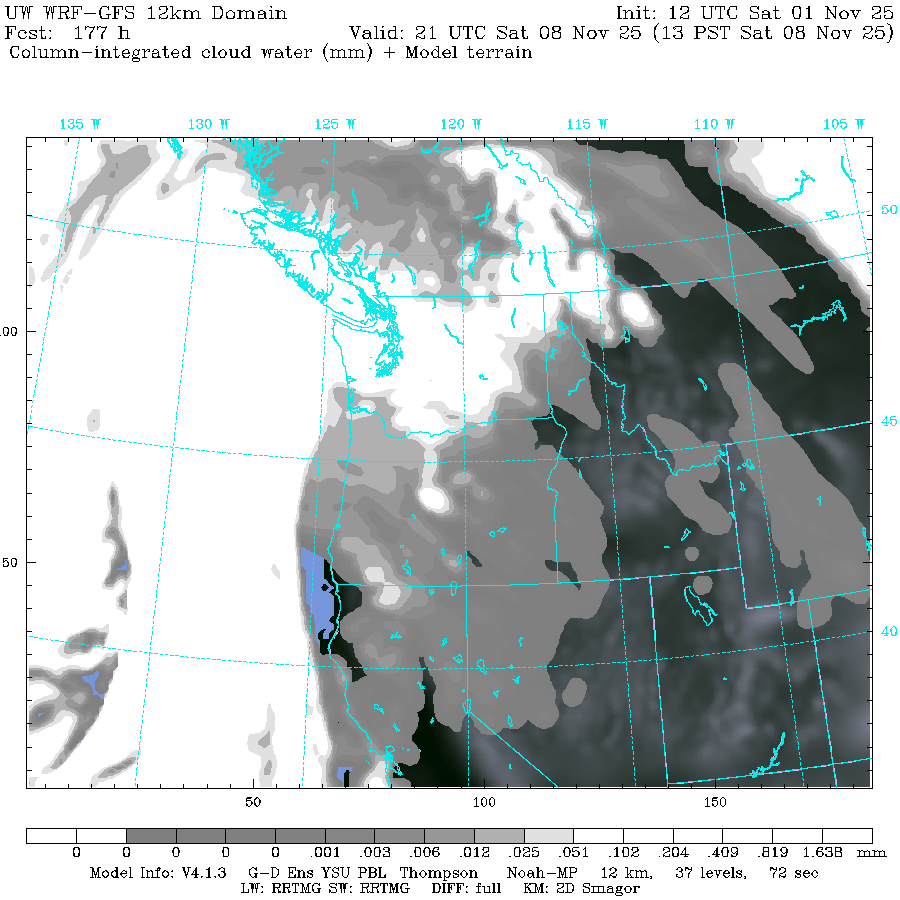 UW WRF-GFS 12km Domain Init: 12 UTC Sat 01 Nov 25
Fcst: 177 h Valid: 21 UTC Sat 08 Nov 25 (13 PST Sat 08 Nov 25)
Column-integrated cloud water (mm) + Model terrain
135 W 130 W 125 W 120 W 115 W 110 W 105 W
50
00
45
50
40
50 100 150
0 0 0 0 .001 .003 .006 .012 .025 .051 .102 .204 .409 .819 1.638 mm
Model Info: V4.1.3 G-D Ens YSU PBL Thompson Noah-MP 12 km, 37 levels, 72 sec
LW: RRTMG SW: RRTMG DIFF: full KM: 2D Smagor